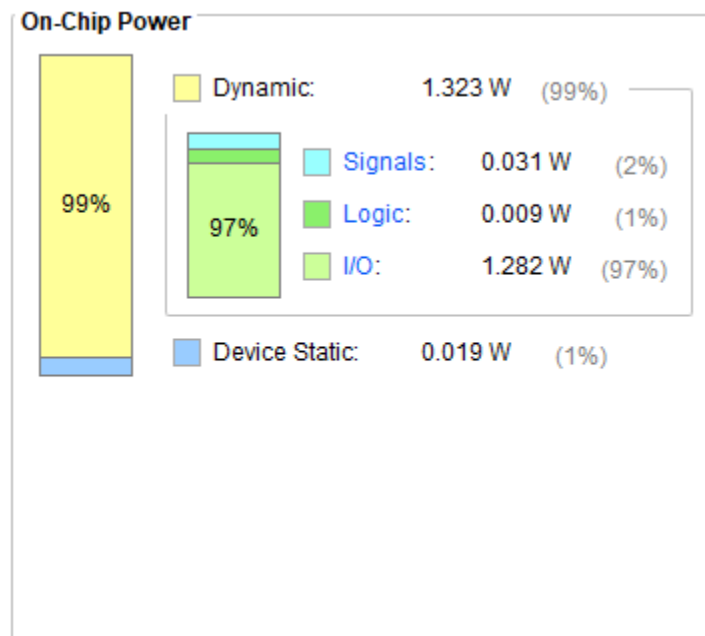 On-Chip Power
Dynamic: 1.323 W (99%)
99%
Signals: 0.031 W (2%)
Logic: 0.009 W (1%)
97%
I/O: 1.282 W (97%)
Device Static: 0.019 W (1%)